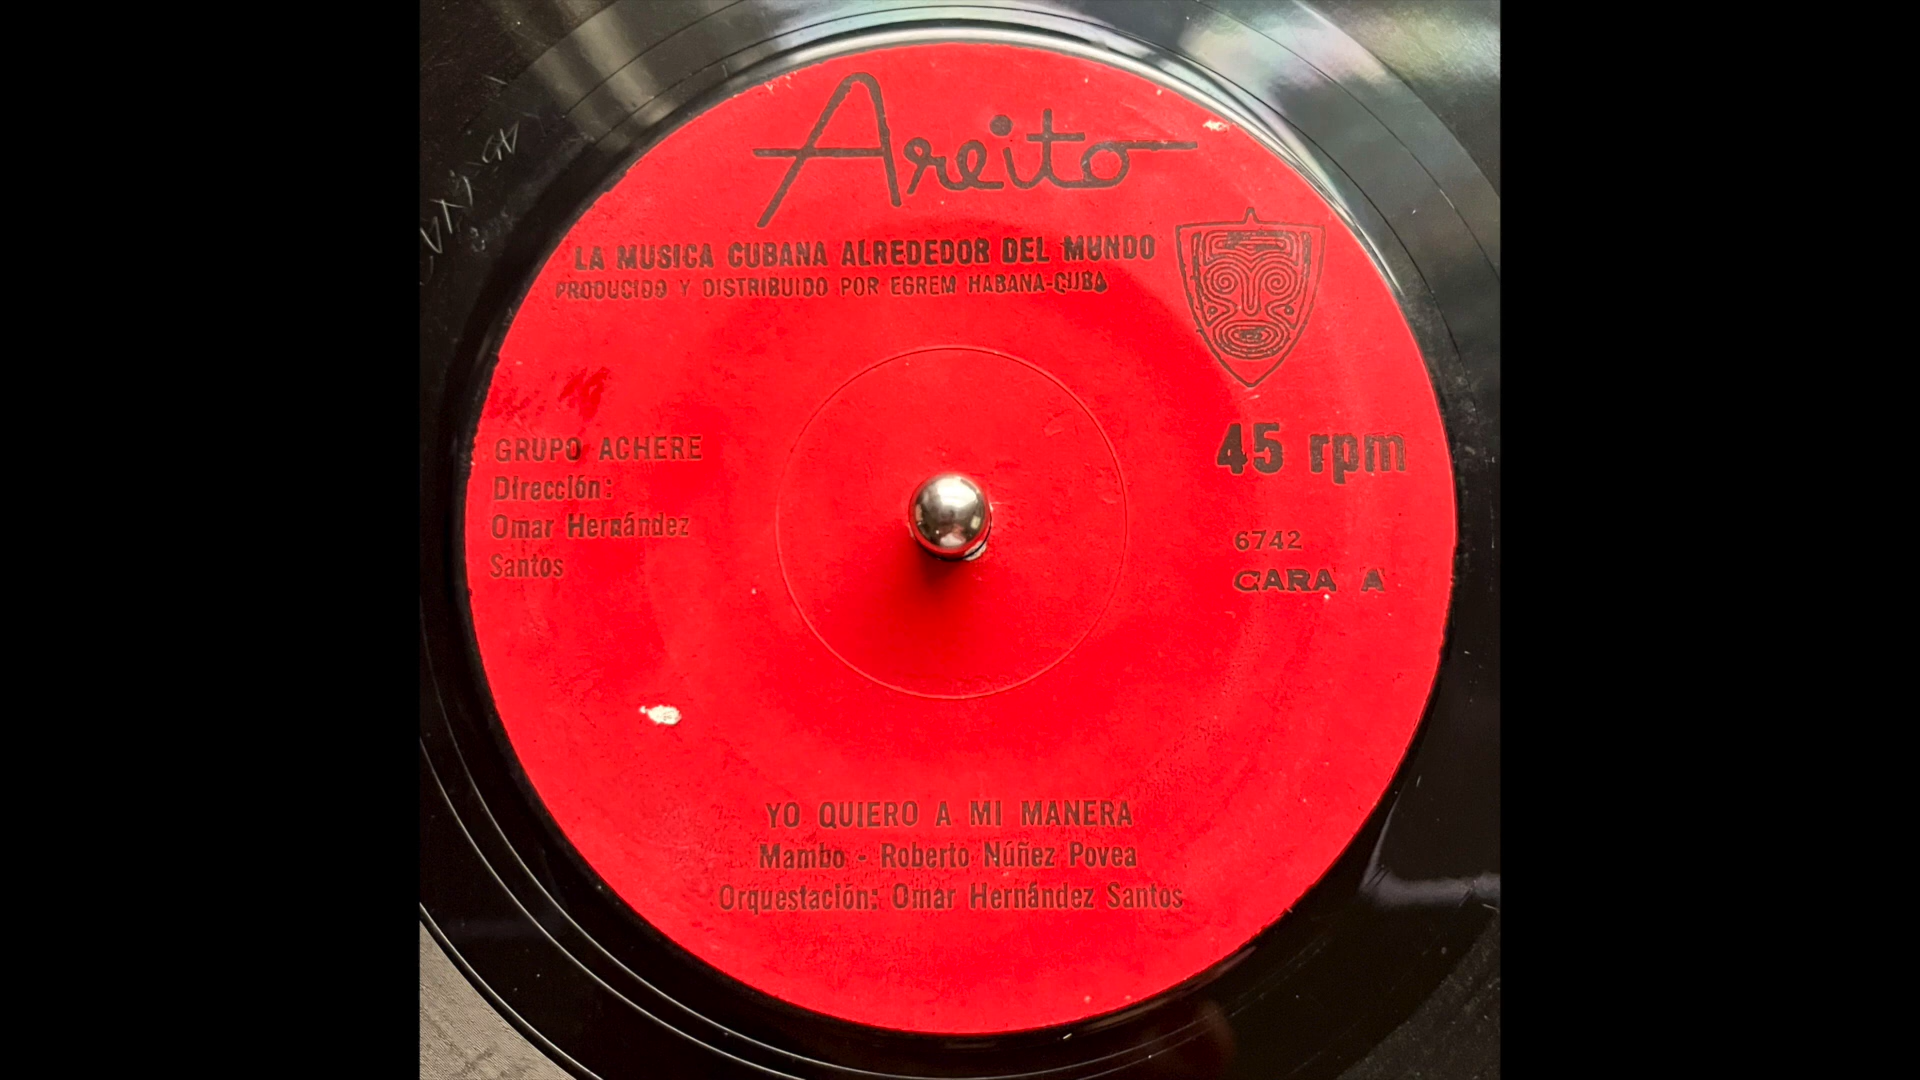 Areito
LA MUSICA CUBANA ALREDEDOR DEL MUNDO
PRODUCIDO Y DISTRIBUIDO POR EGREM HABANA-CUBA
GRUPO ACHERE
Dirección:
Omar Hernández
Santos
45 rpm
6742
CARA A
YO QUIERO A MI MANERA
Mambo - Roberto Núñez Povea
Orquestación: Omar Hernández Santos